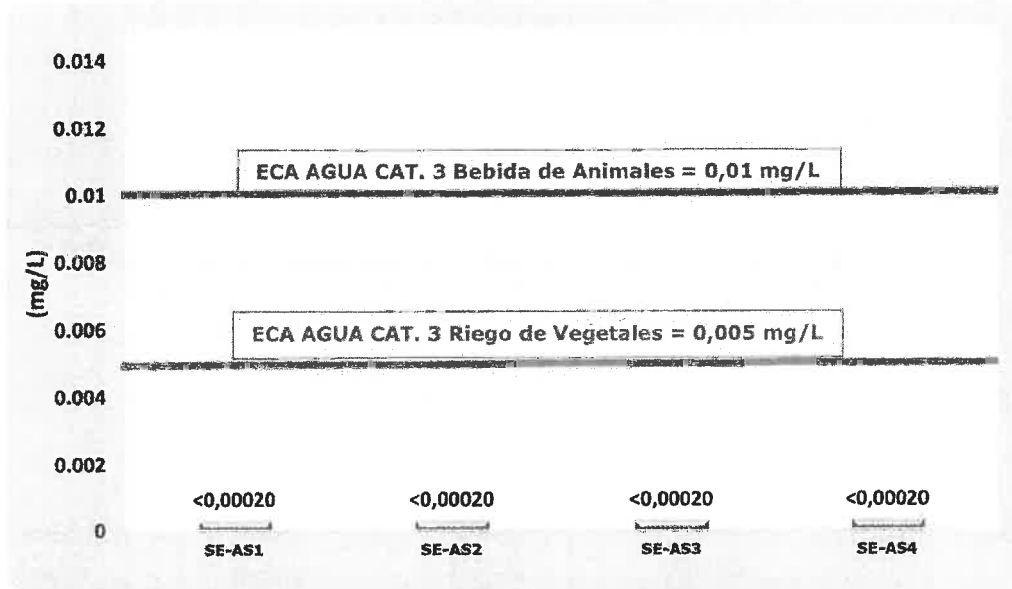 0.014
0.012
ECA AGUA CAT. 3 Bebida de Animales = 0,01 mg/L
0.01
(mg/L)
0.008
0.006
ECA AGUA CAT. 3 Riego de Vegetales = 0,005 mg/L
0.004
0.002
<0,00020 <0,00020 <0,00020 <0,00020
0
SE-AS1 SE-AS2 SE-AS3 SE-AS4